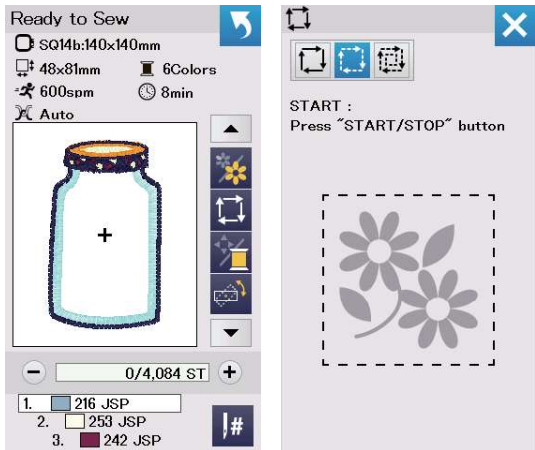 Ready to Sew
SQ14b:140x140mm
48x81mm 6Colors
600spm 8min
Auto
0/4,084 ST
1. 216 JSP
2. 253 JSP
3. 242 JSP
#
START :
Press "START/STOP" button